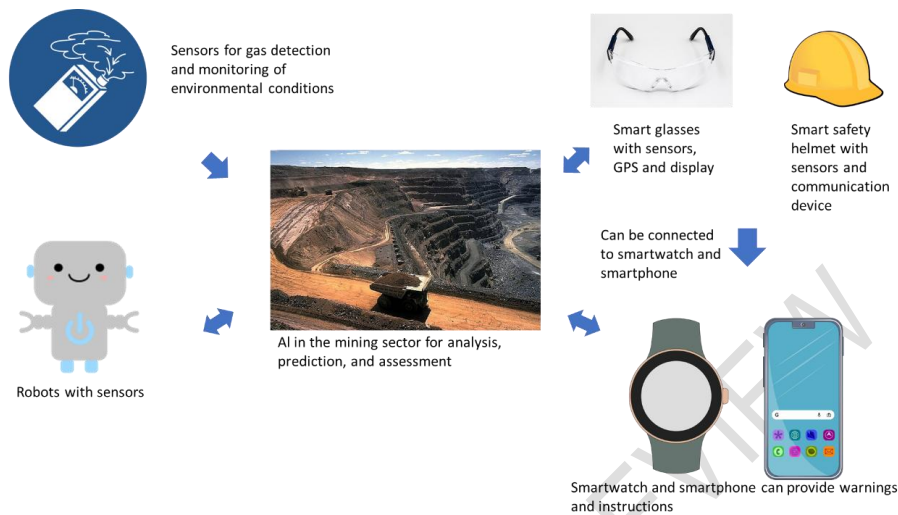 Sensors for gas detection
and monitoring of
environmental conditions
Smart glasses
with sensors,
GPS and display
Smart safety
helmet with
sensors and
communication
device
Can be connected
to smartwatch and
smartphone
AI in the mining sector for analysis,
prediction, and assessment
Robots with sensors
G
Smartwatch and smartphone can provide warnings
and instructions
EVIEW